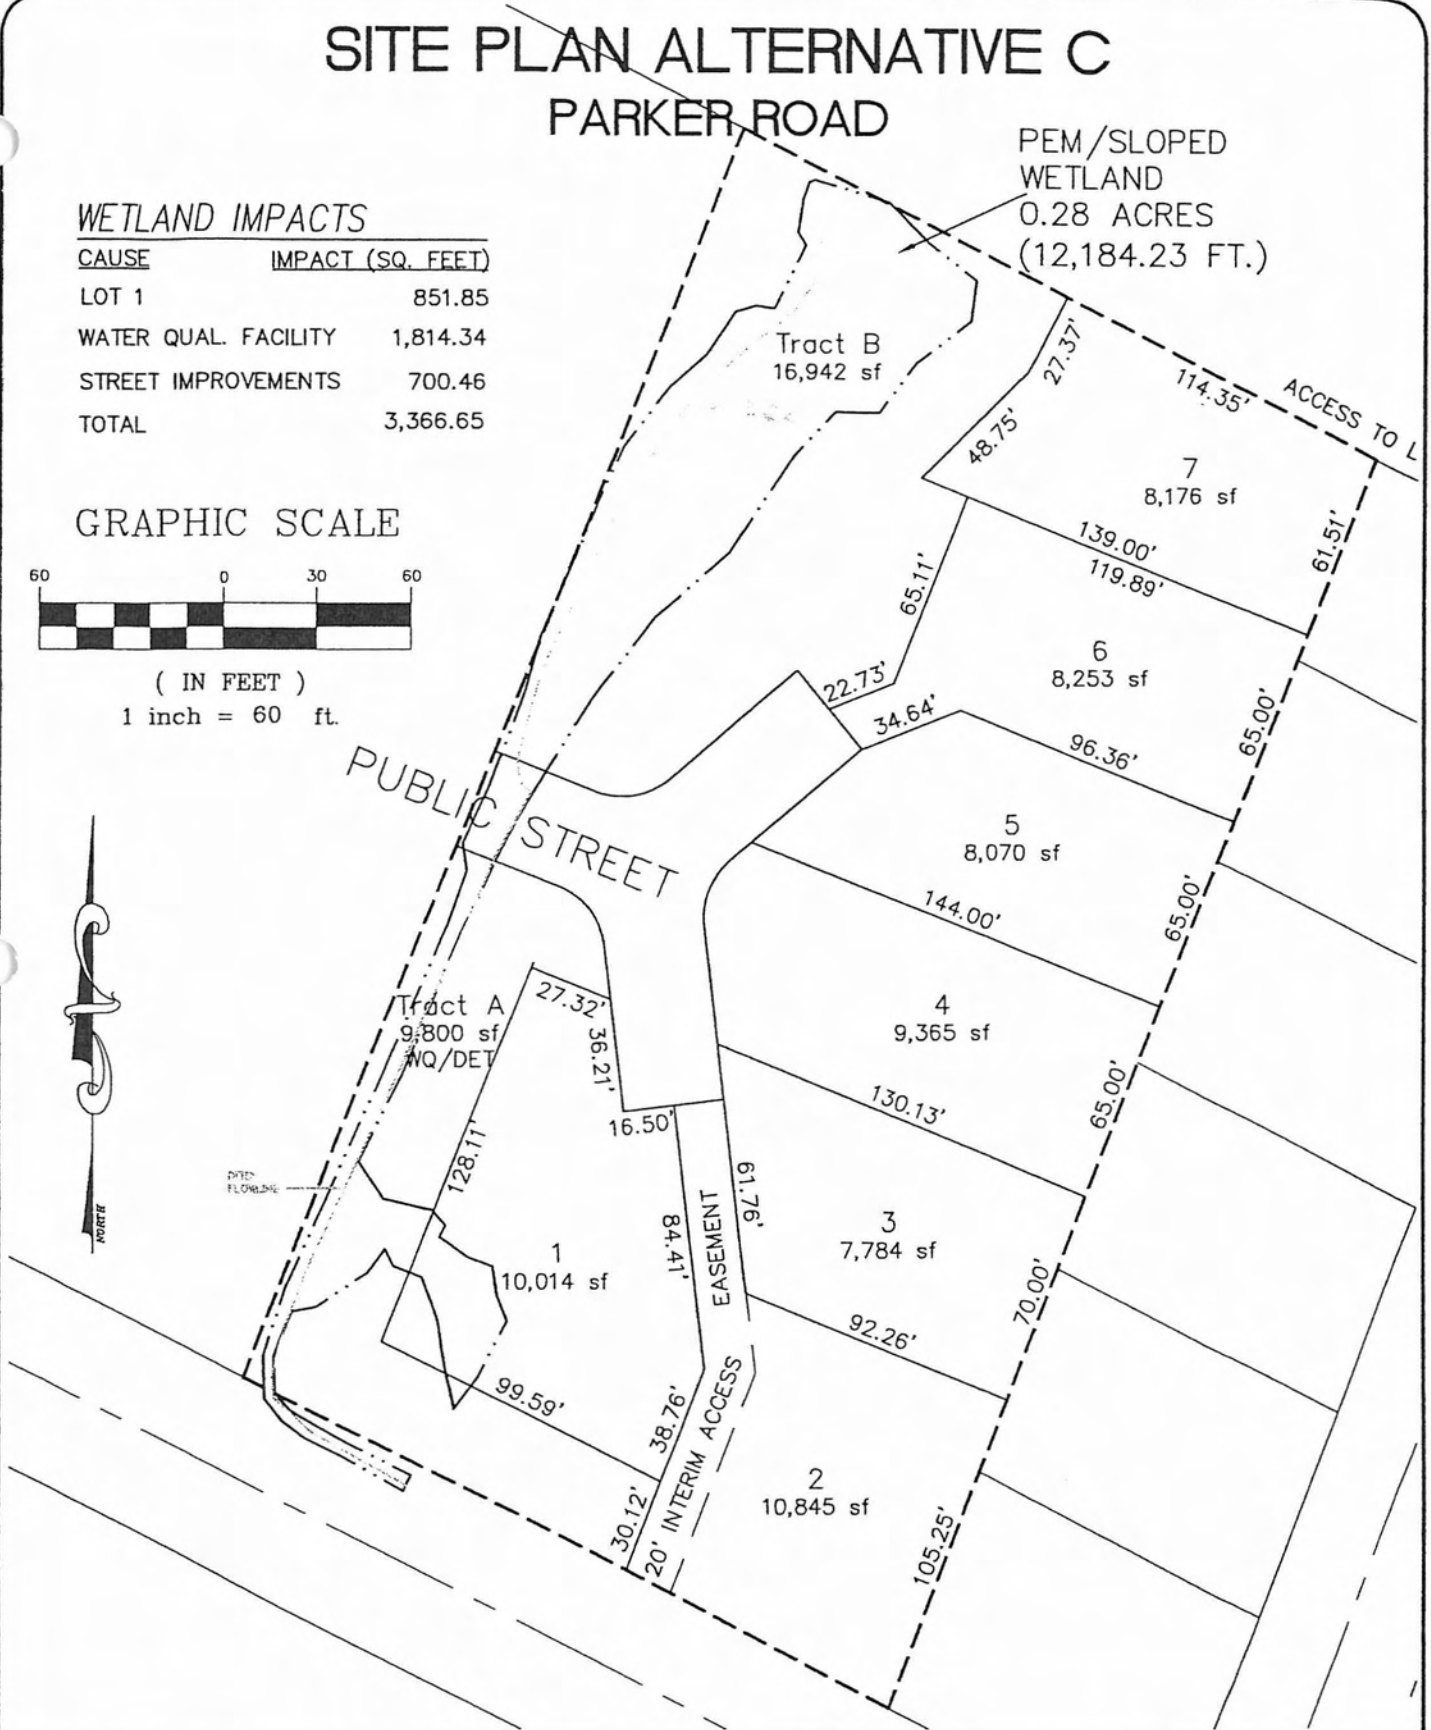 SITE PLAN ALTERNATIVE C
PARKER ROAD
PEM/SLOPED
WETLAND
0.28 ACRES
(12,184.23 FT.)
WETLAND IMPACTS
CAUSE IMPACT (SQ. FEET)
LOT 1 851.85
WATER QUAL. FACILITY 1,814.34
STREET IMPROVEMENTS 700.46
TOTAL 3,366.65
GRAPHIC SCALE
60 0 30 60
( IN FEET )
1 inch = 60 ft.
Tract B
16,942 sf
27.37'
48.75'
114.35'
ACCESS TO L
7
8,176 sf
61.51'
139.00'
119.89'
65.11'
6
8,253 sf
22.73'
34.64'
65.00'
96.36'
PUBLIC STREET
5
8,070 sf
144.00'
65.00'
Tract A
9,800 sf
WQ/DET
27.32'
36.21'
4
9,365 sf
65.00'
130.13'
16.50'
128.11'
61.76'
3
7,784 sf
84.41'
1
10,014 sf
70.00'
92.26'
99.59'
38.76'
30.12'
20' INTERIM ACCESS EASEMENT
2
10,845 sf
105.25'
FLOWLINE
NORTH